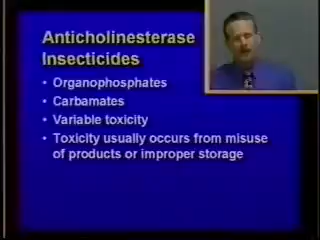 Anticholinesterase
Insecticides
• Organophosphates
• Carbamates
• Variable toxicity
• Toxicity usually occurs from misuse
of products or improper storage